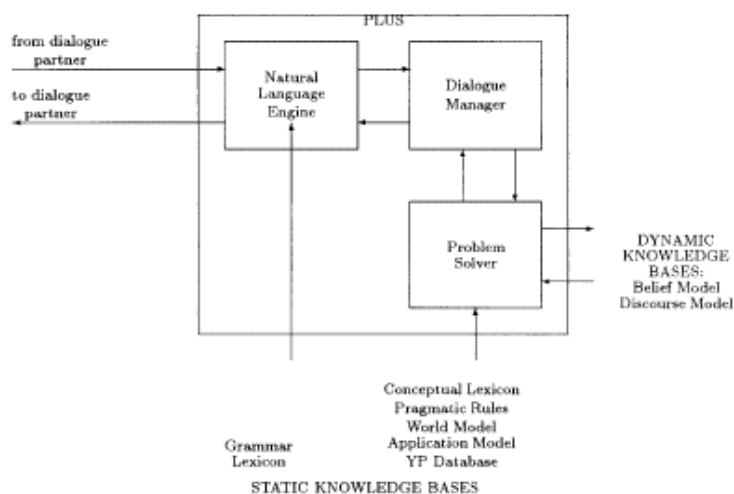 PLUS
from dialogue
partner
to dialogue
partner
Natural
Language
Engine
Dialogue
Manager
Problem
Solver
DYNAMIC
KNOWLEDGE
BASES:
Belief Model
Discourse Model
Conceptual Lexicon
Pragmatic Rules
World Model
Application Model
YP Database
Grammar
Lexicon
STATIC KNOWLEDGE BASES